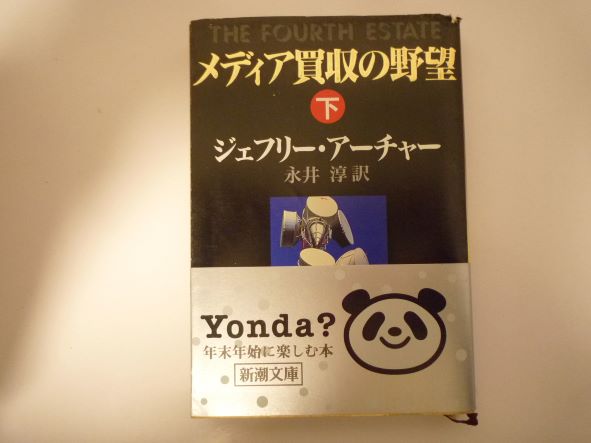 THE FOURTH ESTATE
メディア買収の野望
下
ジェフリー・アーチャー
永井 淳訳
Yonda?
年末年始に楽しむ本
新潮文庫